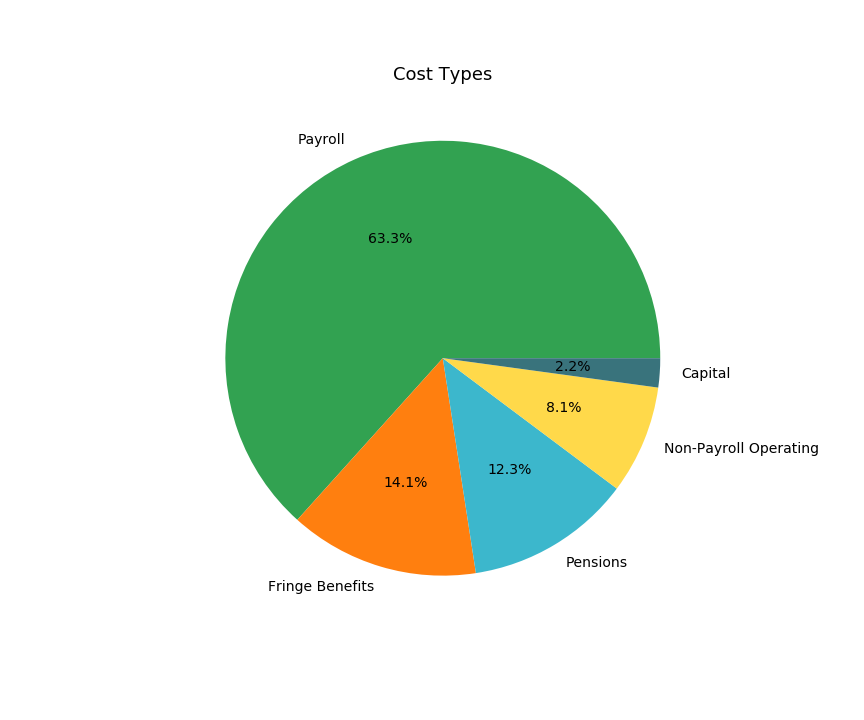 Cost Types
Payroll
63.3%
2.2%
Capital
8.1%
Non-Payroll Operating
12.3%
14.1%
Pensions
Fringe Benefits